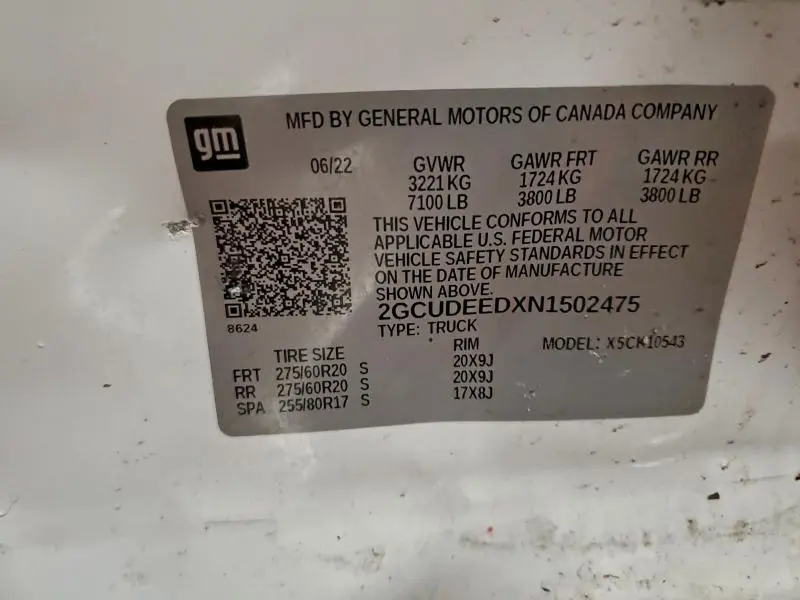 gm
MFD BY GENERAL MOTORS OF CANADA COMPANY
06/22 GVWR GAWR FRT GAWR RR
3221 KG 1724 KG 1724 KG
7100 LB 3800 LB 3800 LB
THIS VEHICLE CONFORMS TO ALL
APPLICABLE U.S. FEDERAL MOTOR
VEHICLE SAFETY STANDARDS IN EFFECT
ON THE DATE OF MANUFACTURE
SHOWN ABOVE.
2GCUDEEDXN1502475
8624
TYPE: TRUCK
TIRE SIZE RIM MODEL: X5CK10543
FRT 275/60R20 S 20X9J
RR 275/60R20 S 20X9J
SPA 255/80R17 S 17X8J